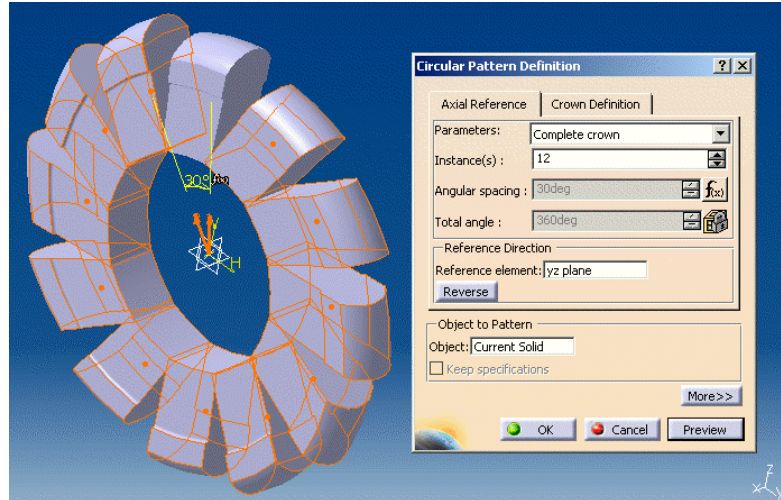 Circular Pattern Definition
Axial Reference
Crown Definition
Parameters:
Complete crown
Instance(s) :
12
Angular spacing :
30deg
f(x)
Total angle :
360deg
Reference Direction
Reference element:
yz plane
Reverse
Object to Pattern
Object:
Current Solid
Keep specifications
More>>
OK
Cancel
Preview
30°
H
z
x